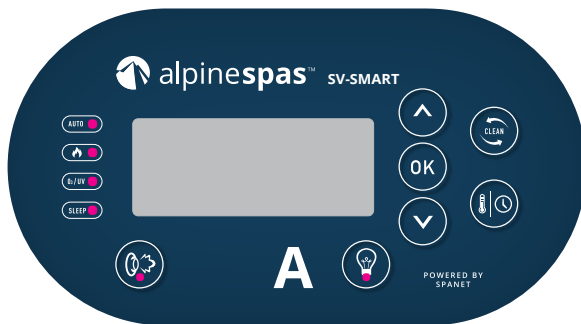 alpinespas™ SV-SMART
AUTO
O₃/UV
SLEEP
OK
CLEAN
A
POWERED BY
SPANET